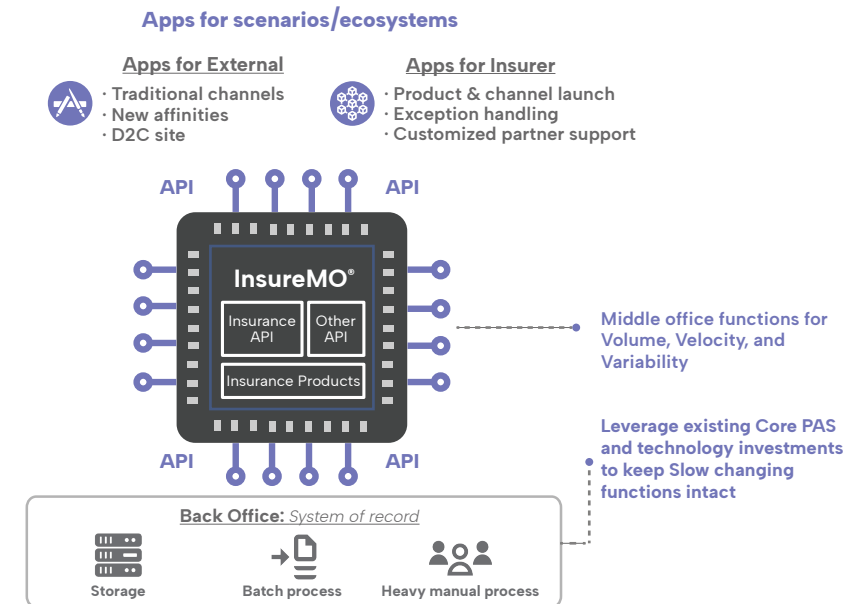 Apps for scenarios/ecosystems
Apps for External
· Traditional channels
· New affinities
· D2C site
Apps for Insurer
· Product & channel launch
· Exception handling
· Customized partner support
API
API
InsureMO®
Insurance
API
Other
API
Insurance Products
Middle office functions for
Volume, Velocity, and
Variability
API
API
Leverage existing Core PAS
and technology investments
to keep Slow changing
functions intact
Back Office: System of record
Storage
Batch process
Heavy manual process